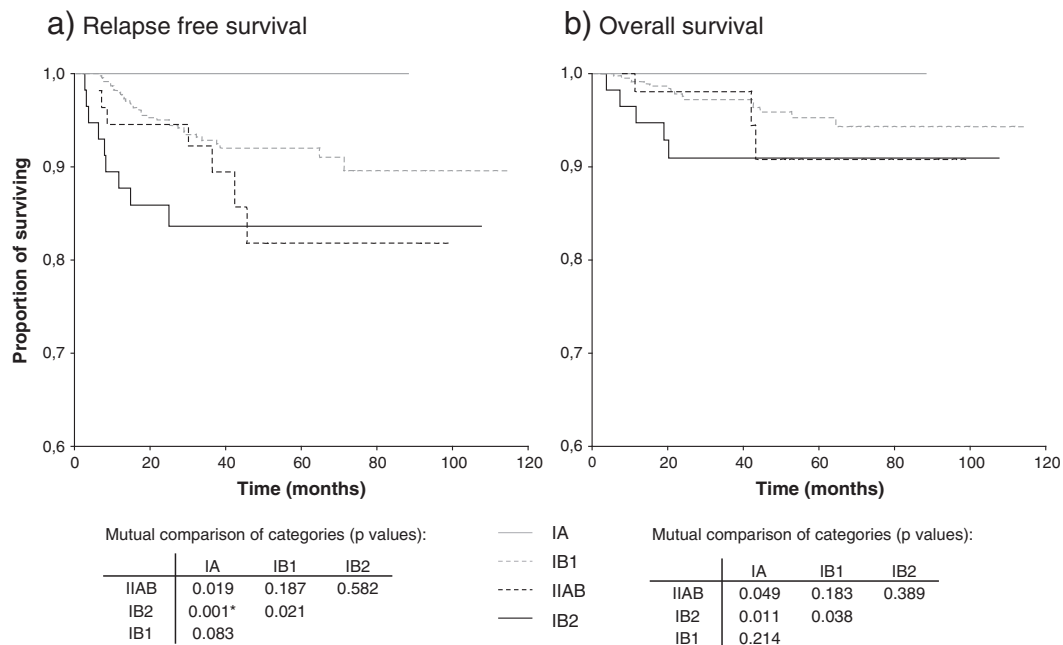 a) Relapse free survival
b) Overall survival
Proportion of surviving
1,0
0,9
0,8
0,7
0,6
0 20 40 60 80 100 120
Time (months)
1,0
0,9
0,8
0,7
0,6
0 20 40 60 80 100 120
Time (months)
Mutual comparison of categories (p values):
IA IB1 IB2
IIAB 0.019 0.187 0.582
IB2 0.001* 0.021
IB1 0.083
IA
IB1
IIAB
IB2
Mutual comparison of categories (p values):
IA IB1 IB2
IIAB 0.049 0.183 0.389
IB2 0.011 0.038
IB1 0.214